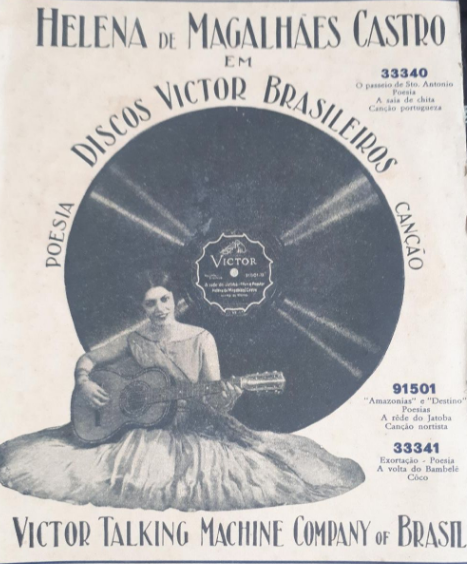 HELENA DE MAGALHÃES CASTRO
EM
DISCOS VICTOR BRASILEIROS
POESIA
CANÇÃO
33340
O passeio de Sto. Antonio
Poesia
A saia de chita
Canção portugueza
VICTOR
91501
"Amazonias" e "Destino"
Poesias
A rêde do Jatoba
Canção nortista
33341
Exortação - Poesia
A volta do Bambelê
Côco
VICTOR TALKING MACHINE COMPANY OF BRASIL